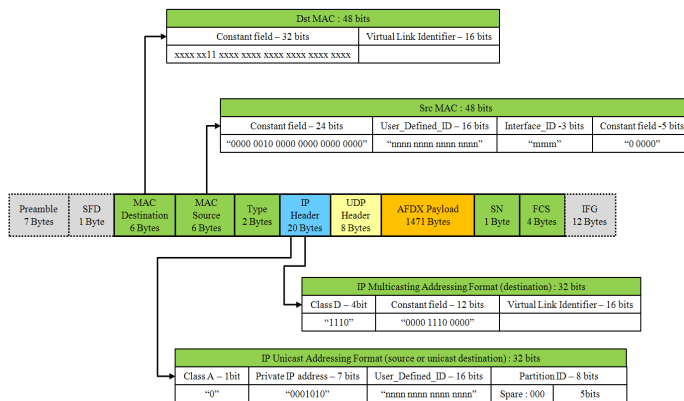 Dst MAC : 48 bits
Constant field – 32 bits Virtual Link Identifier – 16 bits
xxxx xx11 xxxx xxxx xxxx xxxx xxxx xxxx
Src MAC : 48 bits
Constant field – 24 bits User_Defined_ID – 16 bits Interface_ID -3 bits Constant field -5 bits
“0000 0010 0000 0000 0000 0000” “nnnn nnnn nnnn nnnn” “mmm” “0 0000”
Preamble SFD MAC MAC Type IP UDP AFDX Payload SN FCS IFG
7 Bytes 1 Byte Destination Source 2 Bytes Header Header 1471 Bytes 1 Byte 4 Bytes 12 Bytes
6 Bytes 6 Bytes 20 Bytes 8 Bytes
IP Multicasting Addressing Format (destination) : 32 bits
Class D – 4bit Constant field – 12 bits Virtual Link Identifier – 16 bits
“1110” “0000 1110 0000”
IP Unicast Addressing Format (source or unicast destination) : 32 bits
Class A – 1bit Private IP address – 7 bits User_Defined_ID – 16 bits Partition ID – 8 bits
“0” “0001010” “nnnn nnnn nnnn nnnn” Spare : 000 5bits